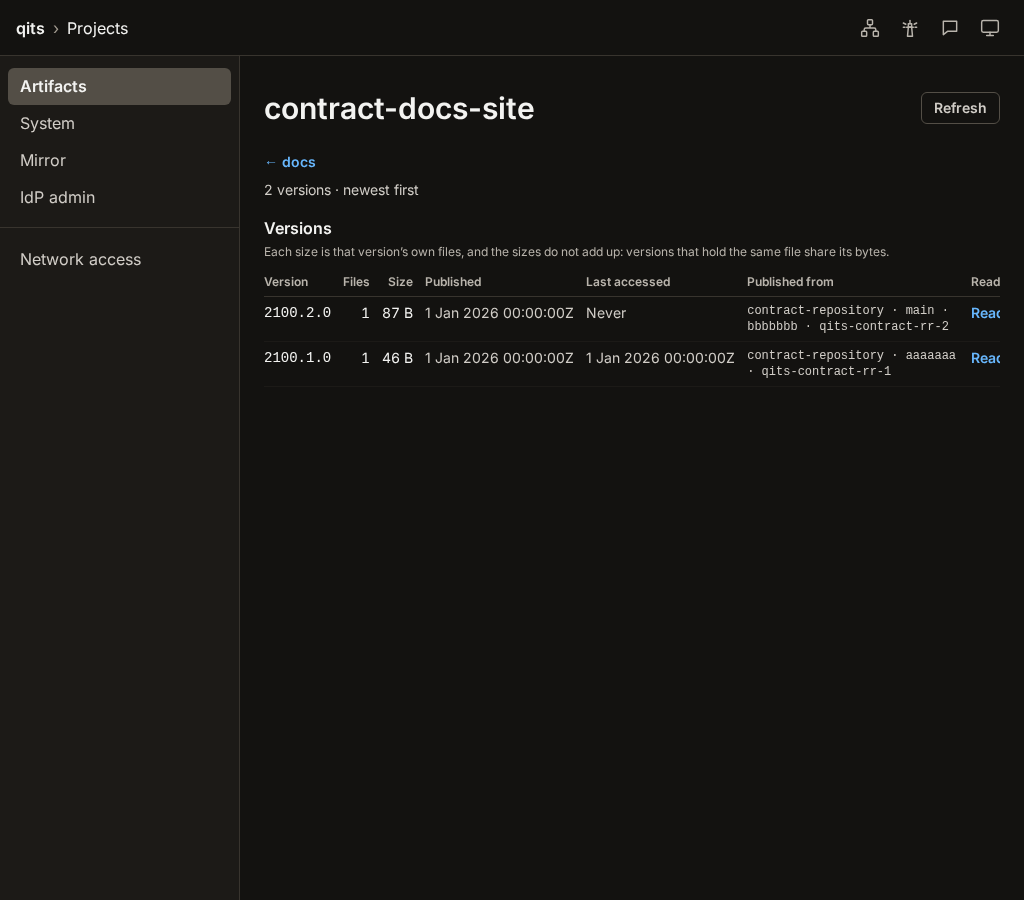 qits › Projects
Artifacts
System
Mirror
IdP admin
Network access
contract-docs-site
Refresh
← docs
2 versions · newest first
Versions
Each size is that version’s own files, and the sizes do not add up: versions that hold the same file share its bytes.
Version Files Size Published Last accessed Published from Read
2100.2.0 1 87 B 1 Jan 2026 00:00:00Z Never contract-repository · main · Read
bbbbbbb · qits-contract-rr-2
2100.1.0 1 46 B 1 Jan 2026 00:00:00Z 1 Jan 2026 00:00:00Z contract-repository · aaaaaaa Read
· qits-contract-rr-1